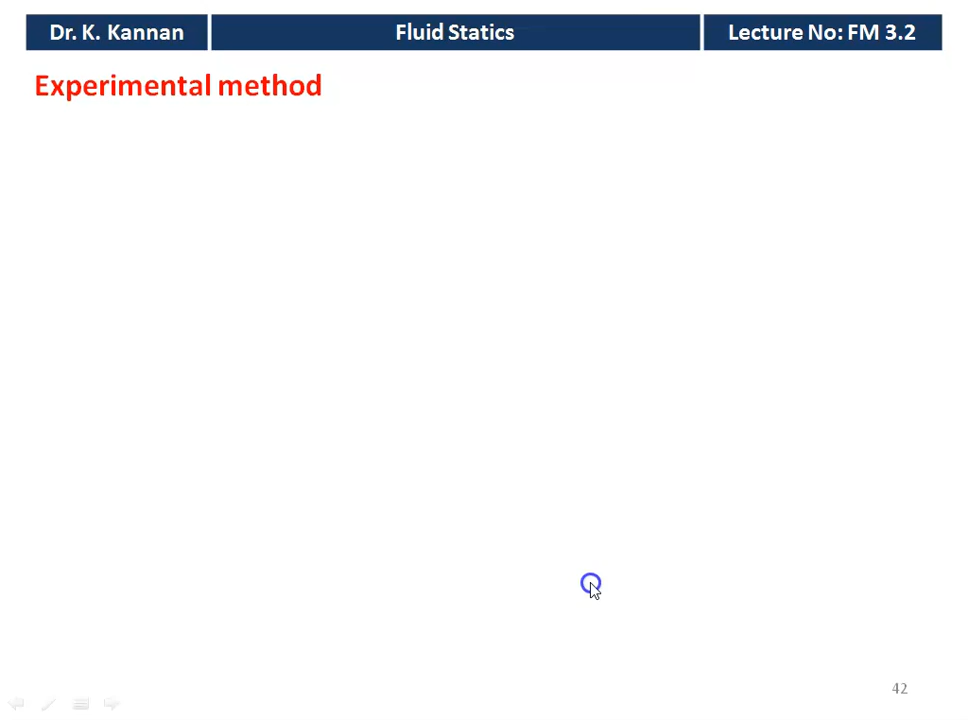 Dr. K. Kannan
Fluid Statics
Lecture No: FM 3.2
Experimental method
42